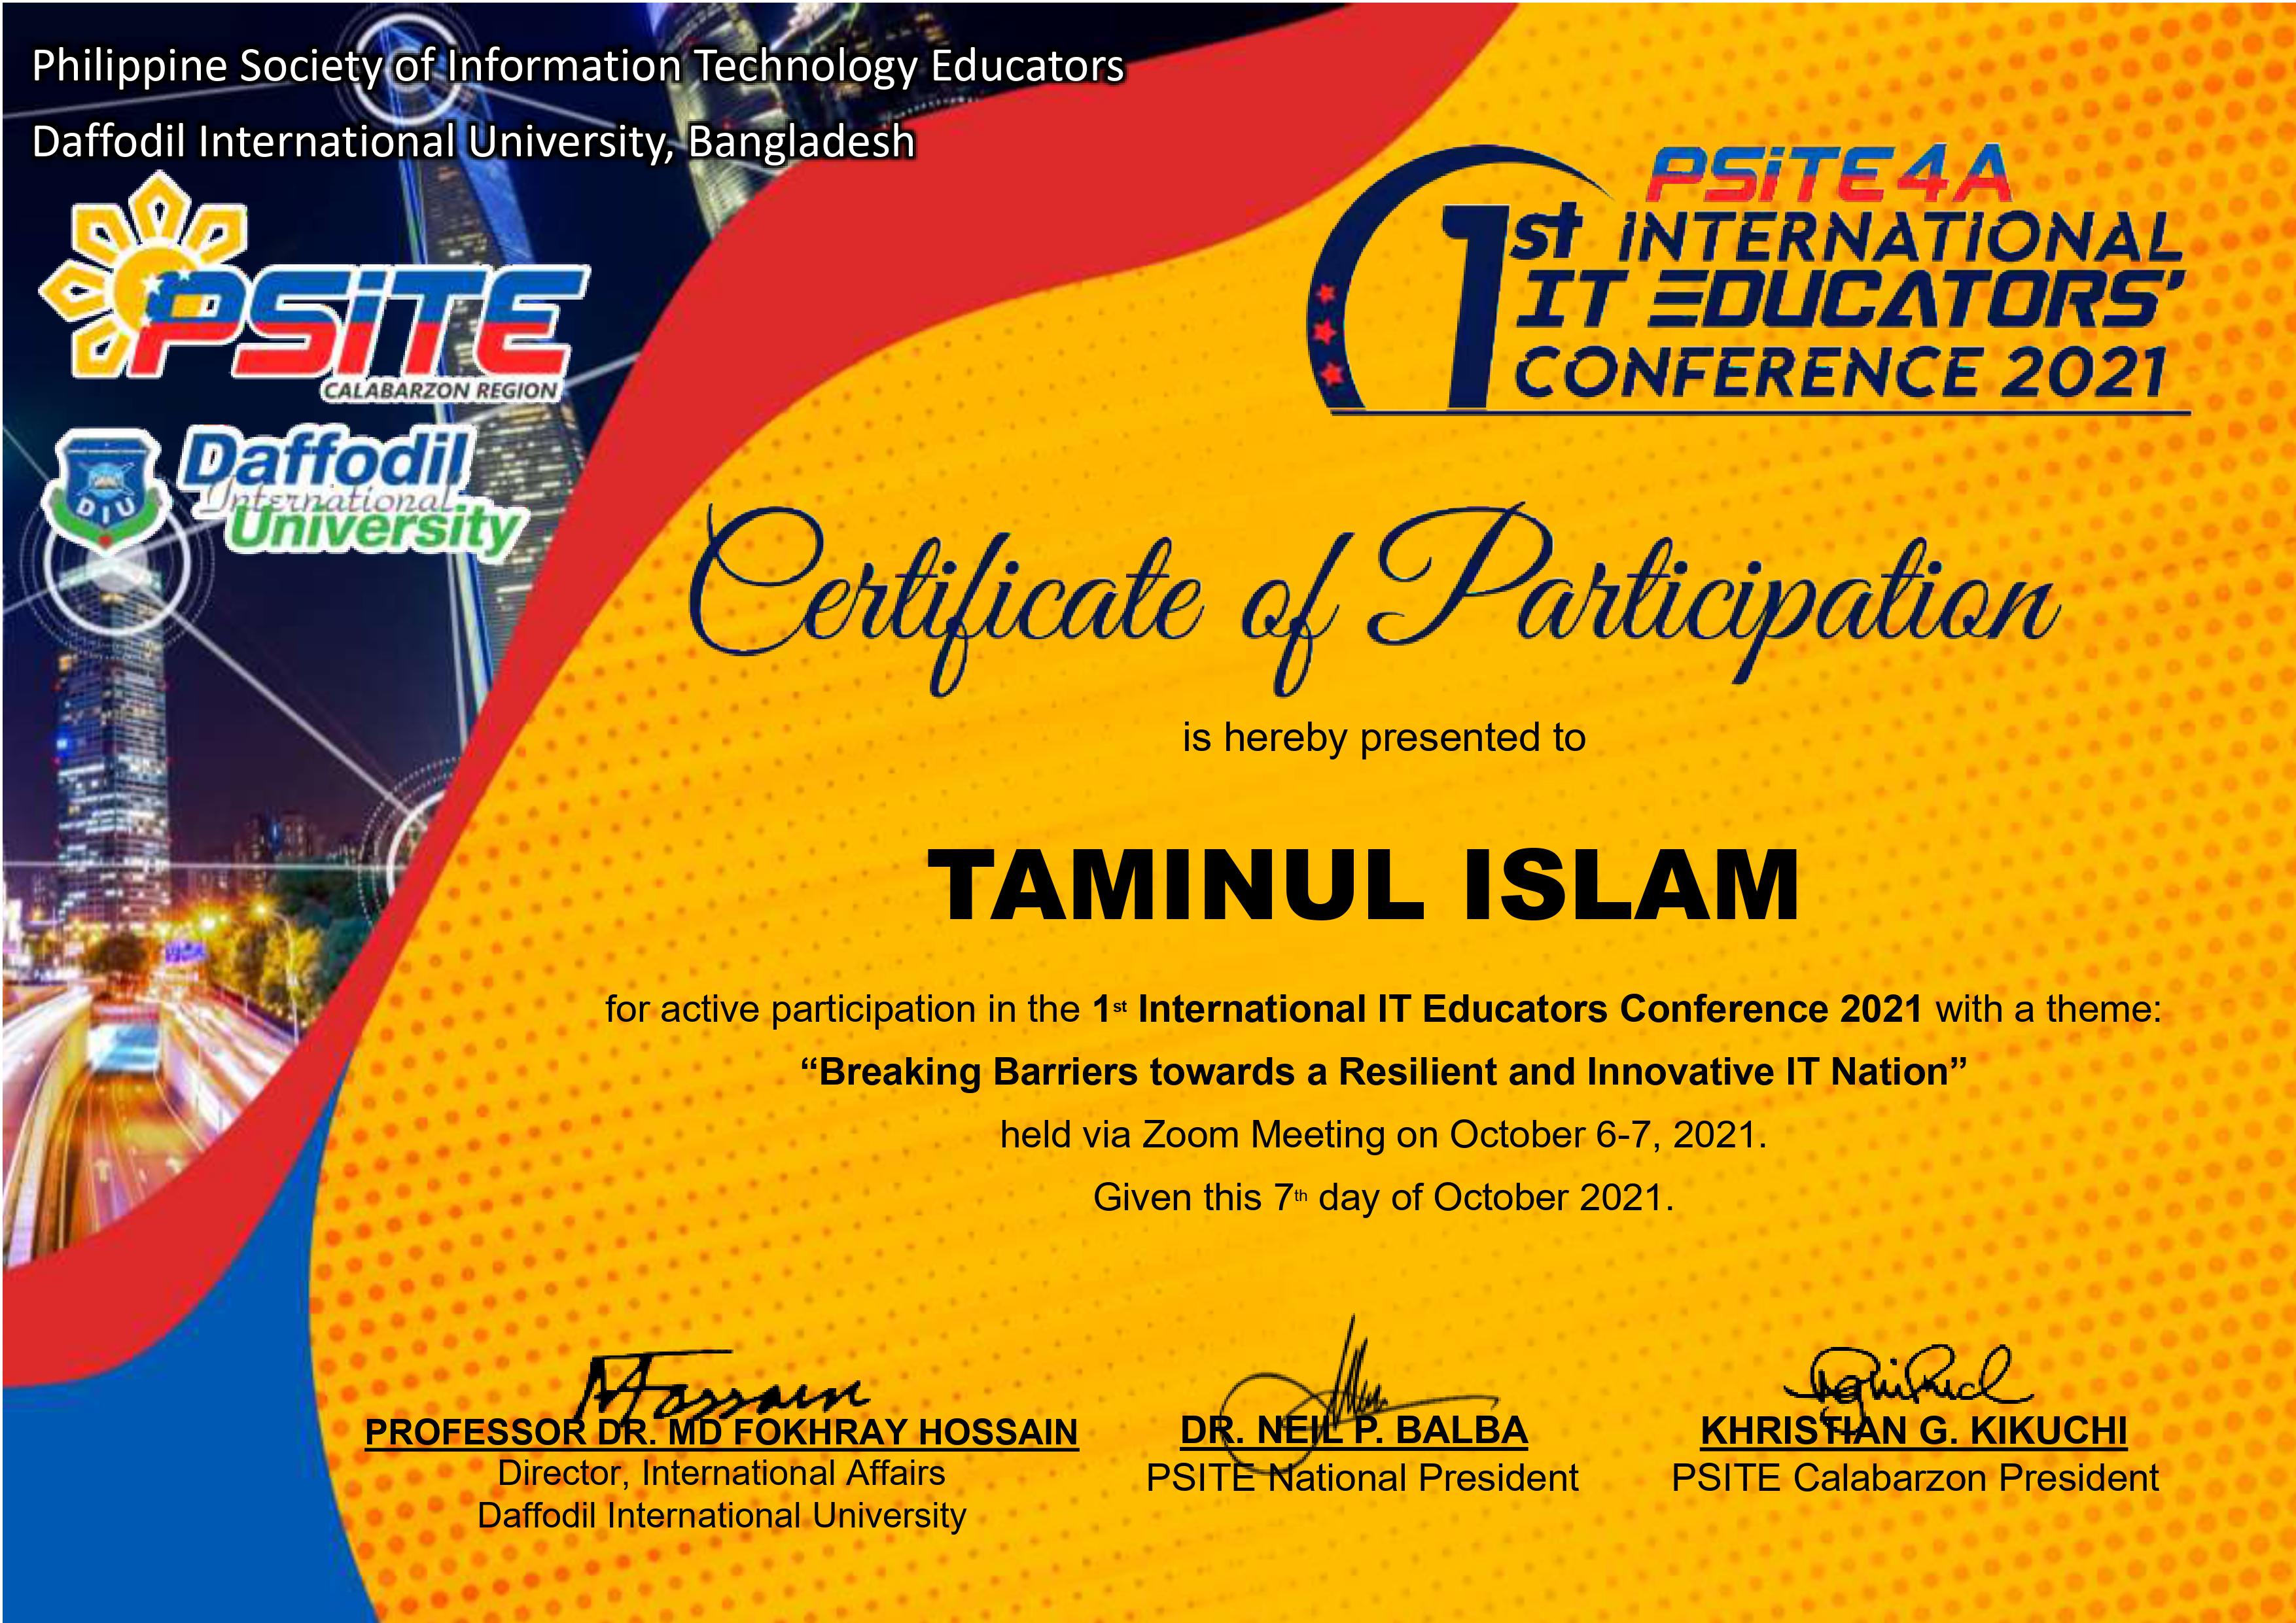 Philippine Society of Information Technology Educators
Daffodil International University, Bangladesh
PSiTE
CALABARZON REGION
DIU
Daffodil
International
University
PSiTE4A
1st INTERNATIONAL
IT EDUCATORS'
CONFERENCE 2021
Certificate of Participation
is hereby presented to
TAMINUL ISLAM
for active participation in the 1st International IT Educators Conference 2021 with a theme:
“Breaking Barriers towards a Resilient and Innovative IT Nation”
held via Zoom Meeting on October 6-7, 2021.
Given this 7th day of October 2021.
PROFESSOR DR. MD FOKHRAY HOSSAIN
Director, International Affairs
Daffodil International University
DR. NEIL P. BALBA
PSITE National President
KHRISTIAN G. KIKUCHI
PSITE Calabarzon President